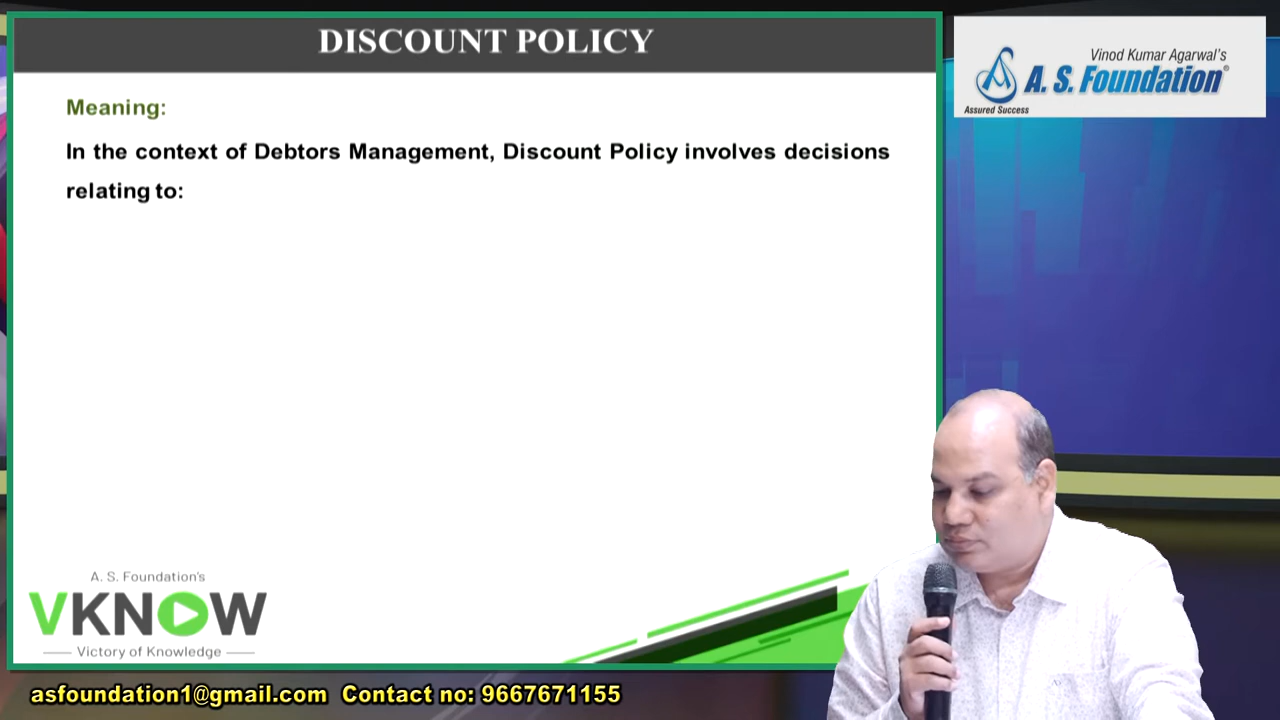 DISCOUNT POLICY
Meaning:
In the context of Debtors Management, Discount Policy involves decisions
relating to:
Vinod Kumar Agarwal's
A. S. Foundation®
Assured Success
A. S. Foundation's
VKNOW
Victory of Knowledge
asfoundation1@gmail.com Contact no: 9667671155